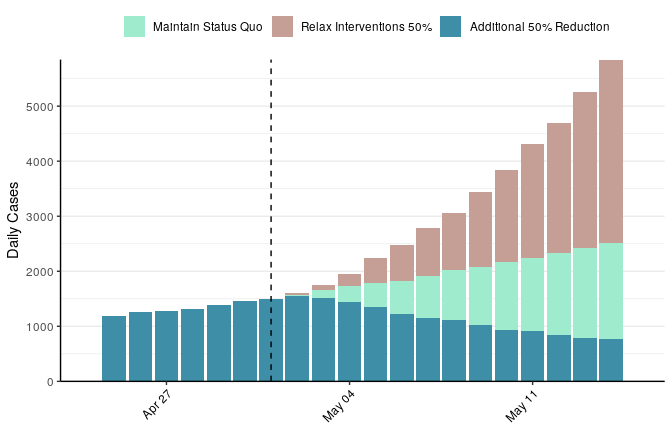 Maintain Status Quo
Relax Interventions 50%
Additional 50% Reduction
Daily Cases
5000
4000
3000
2000
1000
0
Apr 27
May 04
May 11